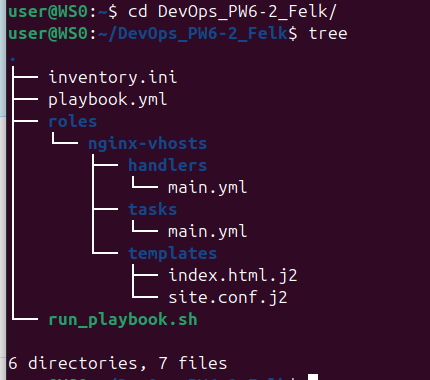 user@WS0:~$ cd DevOps_PW6-2_Felk/
user@WS0:~/DevOps_PW6-2_Felk$ tree
.
├── inventory.ini
├── playbook.yml
├── roles
│   └── nginx-vhosts
│       ├── handlers
│       │   └── main.yml
│       ├── tasks
│       │   └── main.yml
│       └── templates
│           ├── index.html.j2
│           └── site.conf.j2
└── run_playbook.sh

6 directories, 7 files